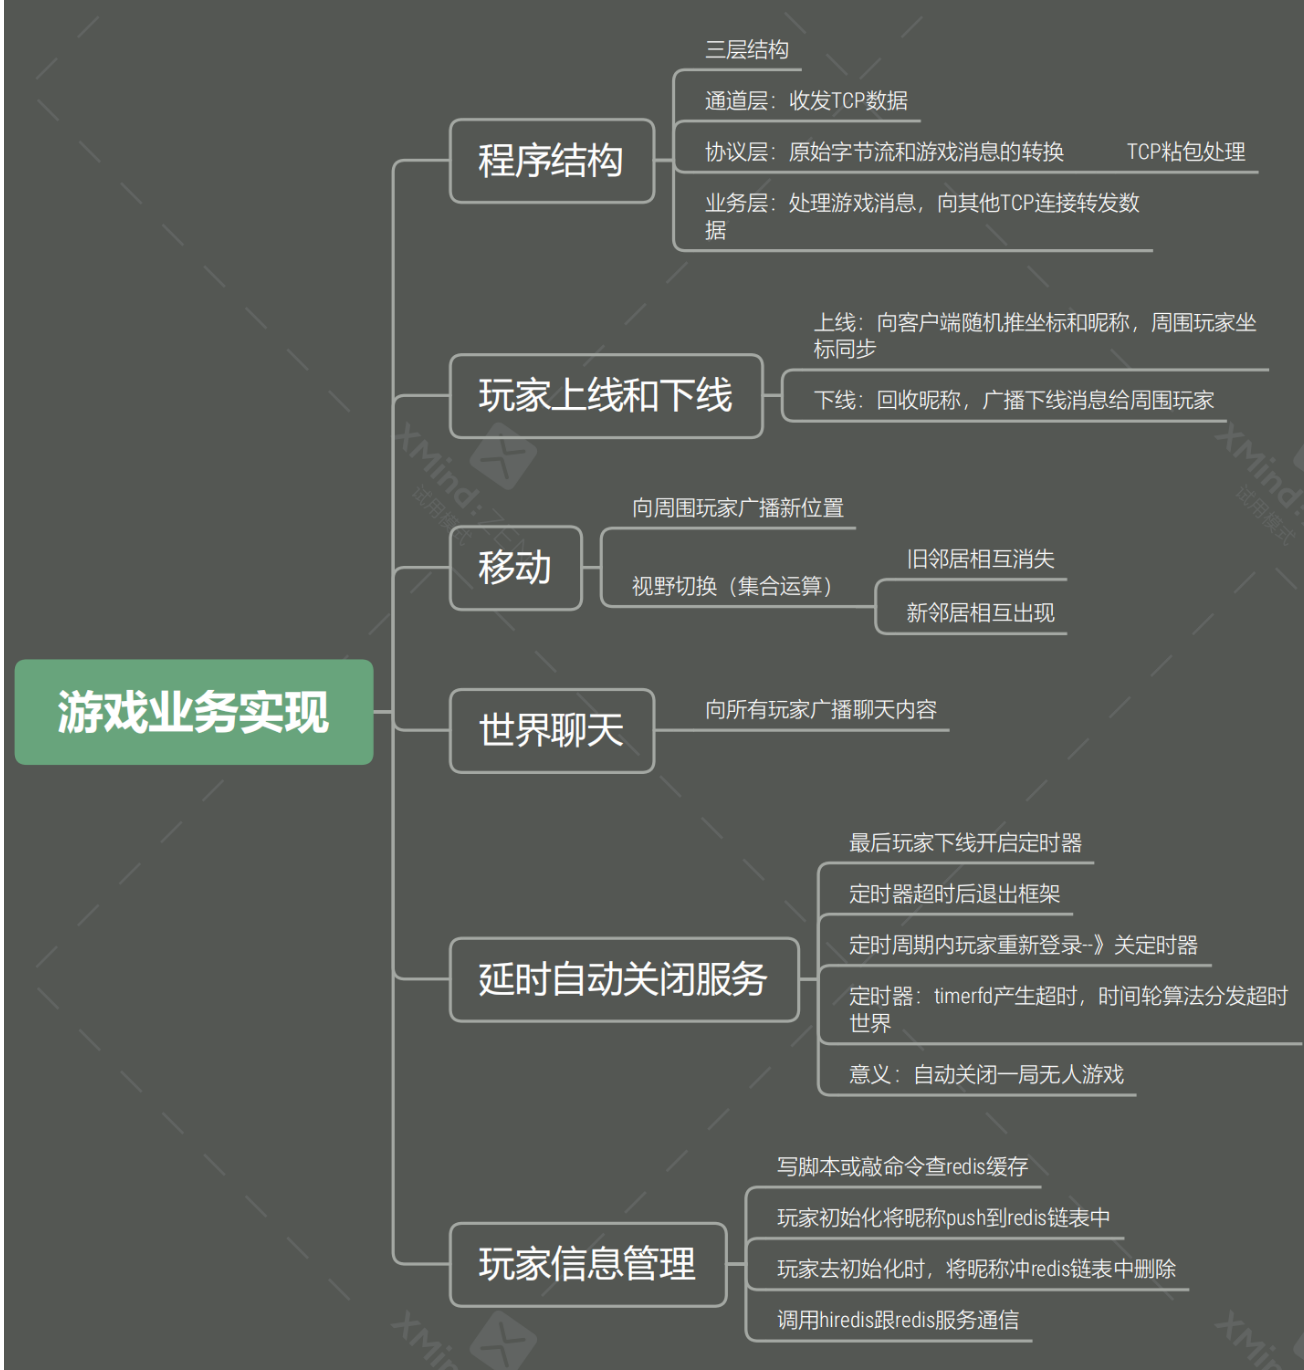 三层结构
通道层：收发TCP数据
程序结构
协议层：原始字节流和游戏消息的转换 TCP粘包处理
业务层：处理游戏消息，向其他TCP连接转发数
据
上线：向客户端随机推坐标和昵称，周围玩家坐
标同步
玩家上线和下线
下线：回收昵称，广播下线消息给周围玩家
XMind: ZEN
试用模式
XMind:
试用模式
向周围玩家广播新位置
移动
视野切换（集合运算）
旧邻居相互消失
新邻居相互出现
游戏业务实现
世界聊天
向所有玩家广播聊天内容
最后玩家下线开启定时器
定时器超时后退出框架
延时自动关闭服务
定时周期内玩家重新登录--》关定时器
定时器：timerfd产生超时，时间轮算法分发超时
世界
意义：自动关闭一局无人游戏
写脚本或敲命令查redis缓存
玩家初始化将昵称push到redis链表中
玩家信息管理
玩家去初始化时，将昵称冲redis链表中删除
调用hiredis跟redis服务通信